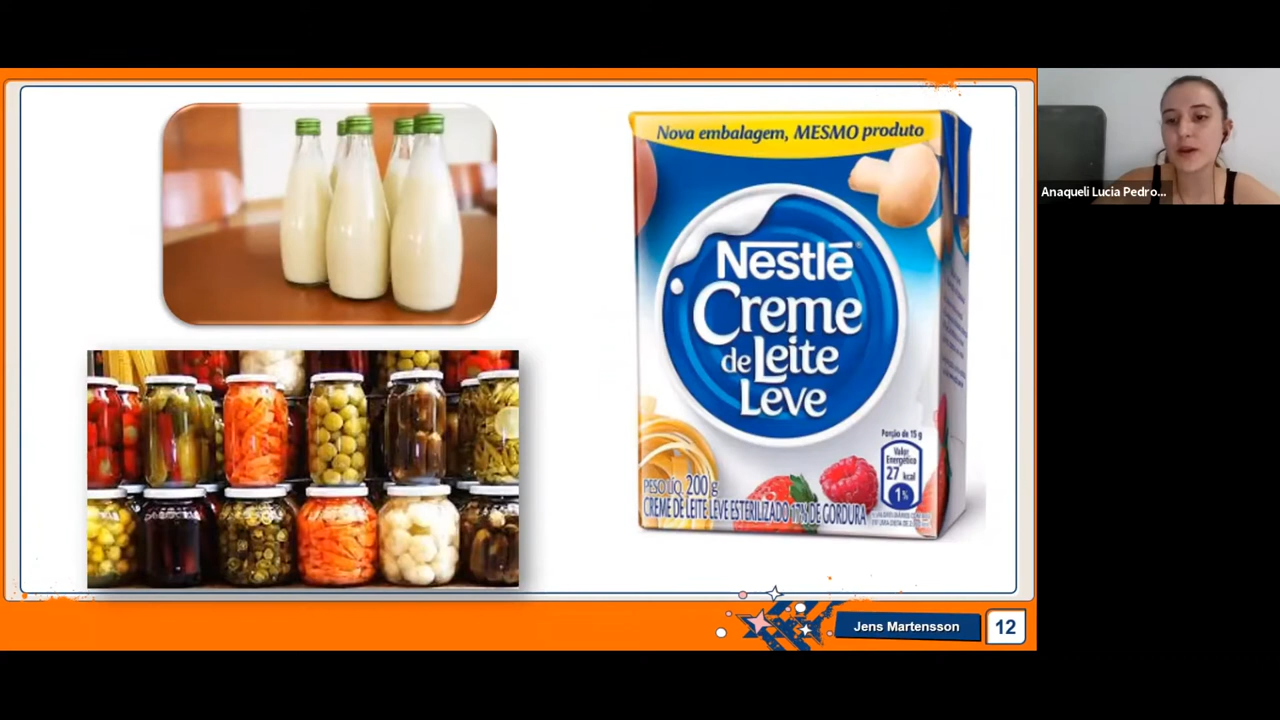 Nova embalagem, MESMO produto
Nestlé
Creme
de Leite
Leve
Porção de 15 g
Valor
Energético
27 kcal
1%
PESO LÍQ. 200 g
CREME DE LEITE LEVE ESTERILIZADO 17% DE GORDURA
Anaqueli Lucia Pedro...
Jens Martensson
12